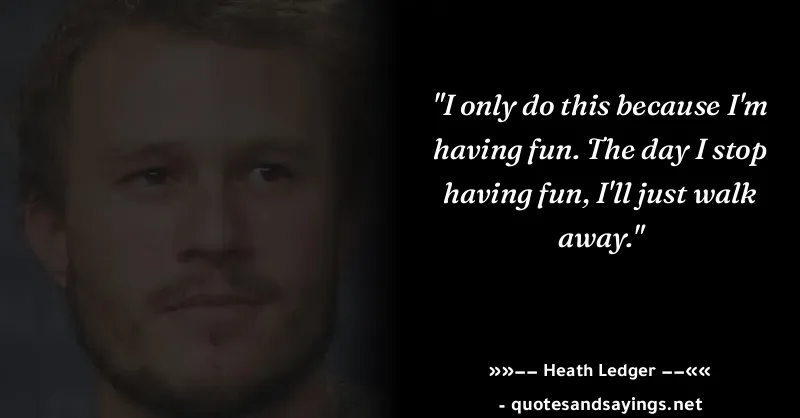 "I only do this because I'm
having fun. The day I stop
having fun, I'll just walk
away."
»»−− Heath Ledger −−««
- quotesandsayings.net